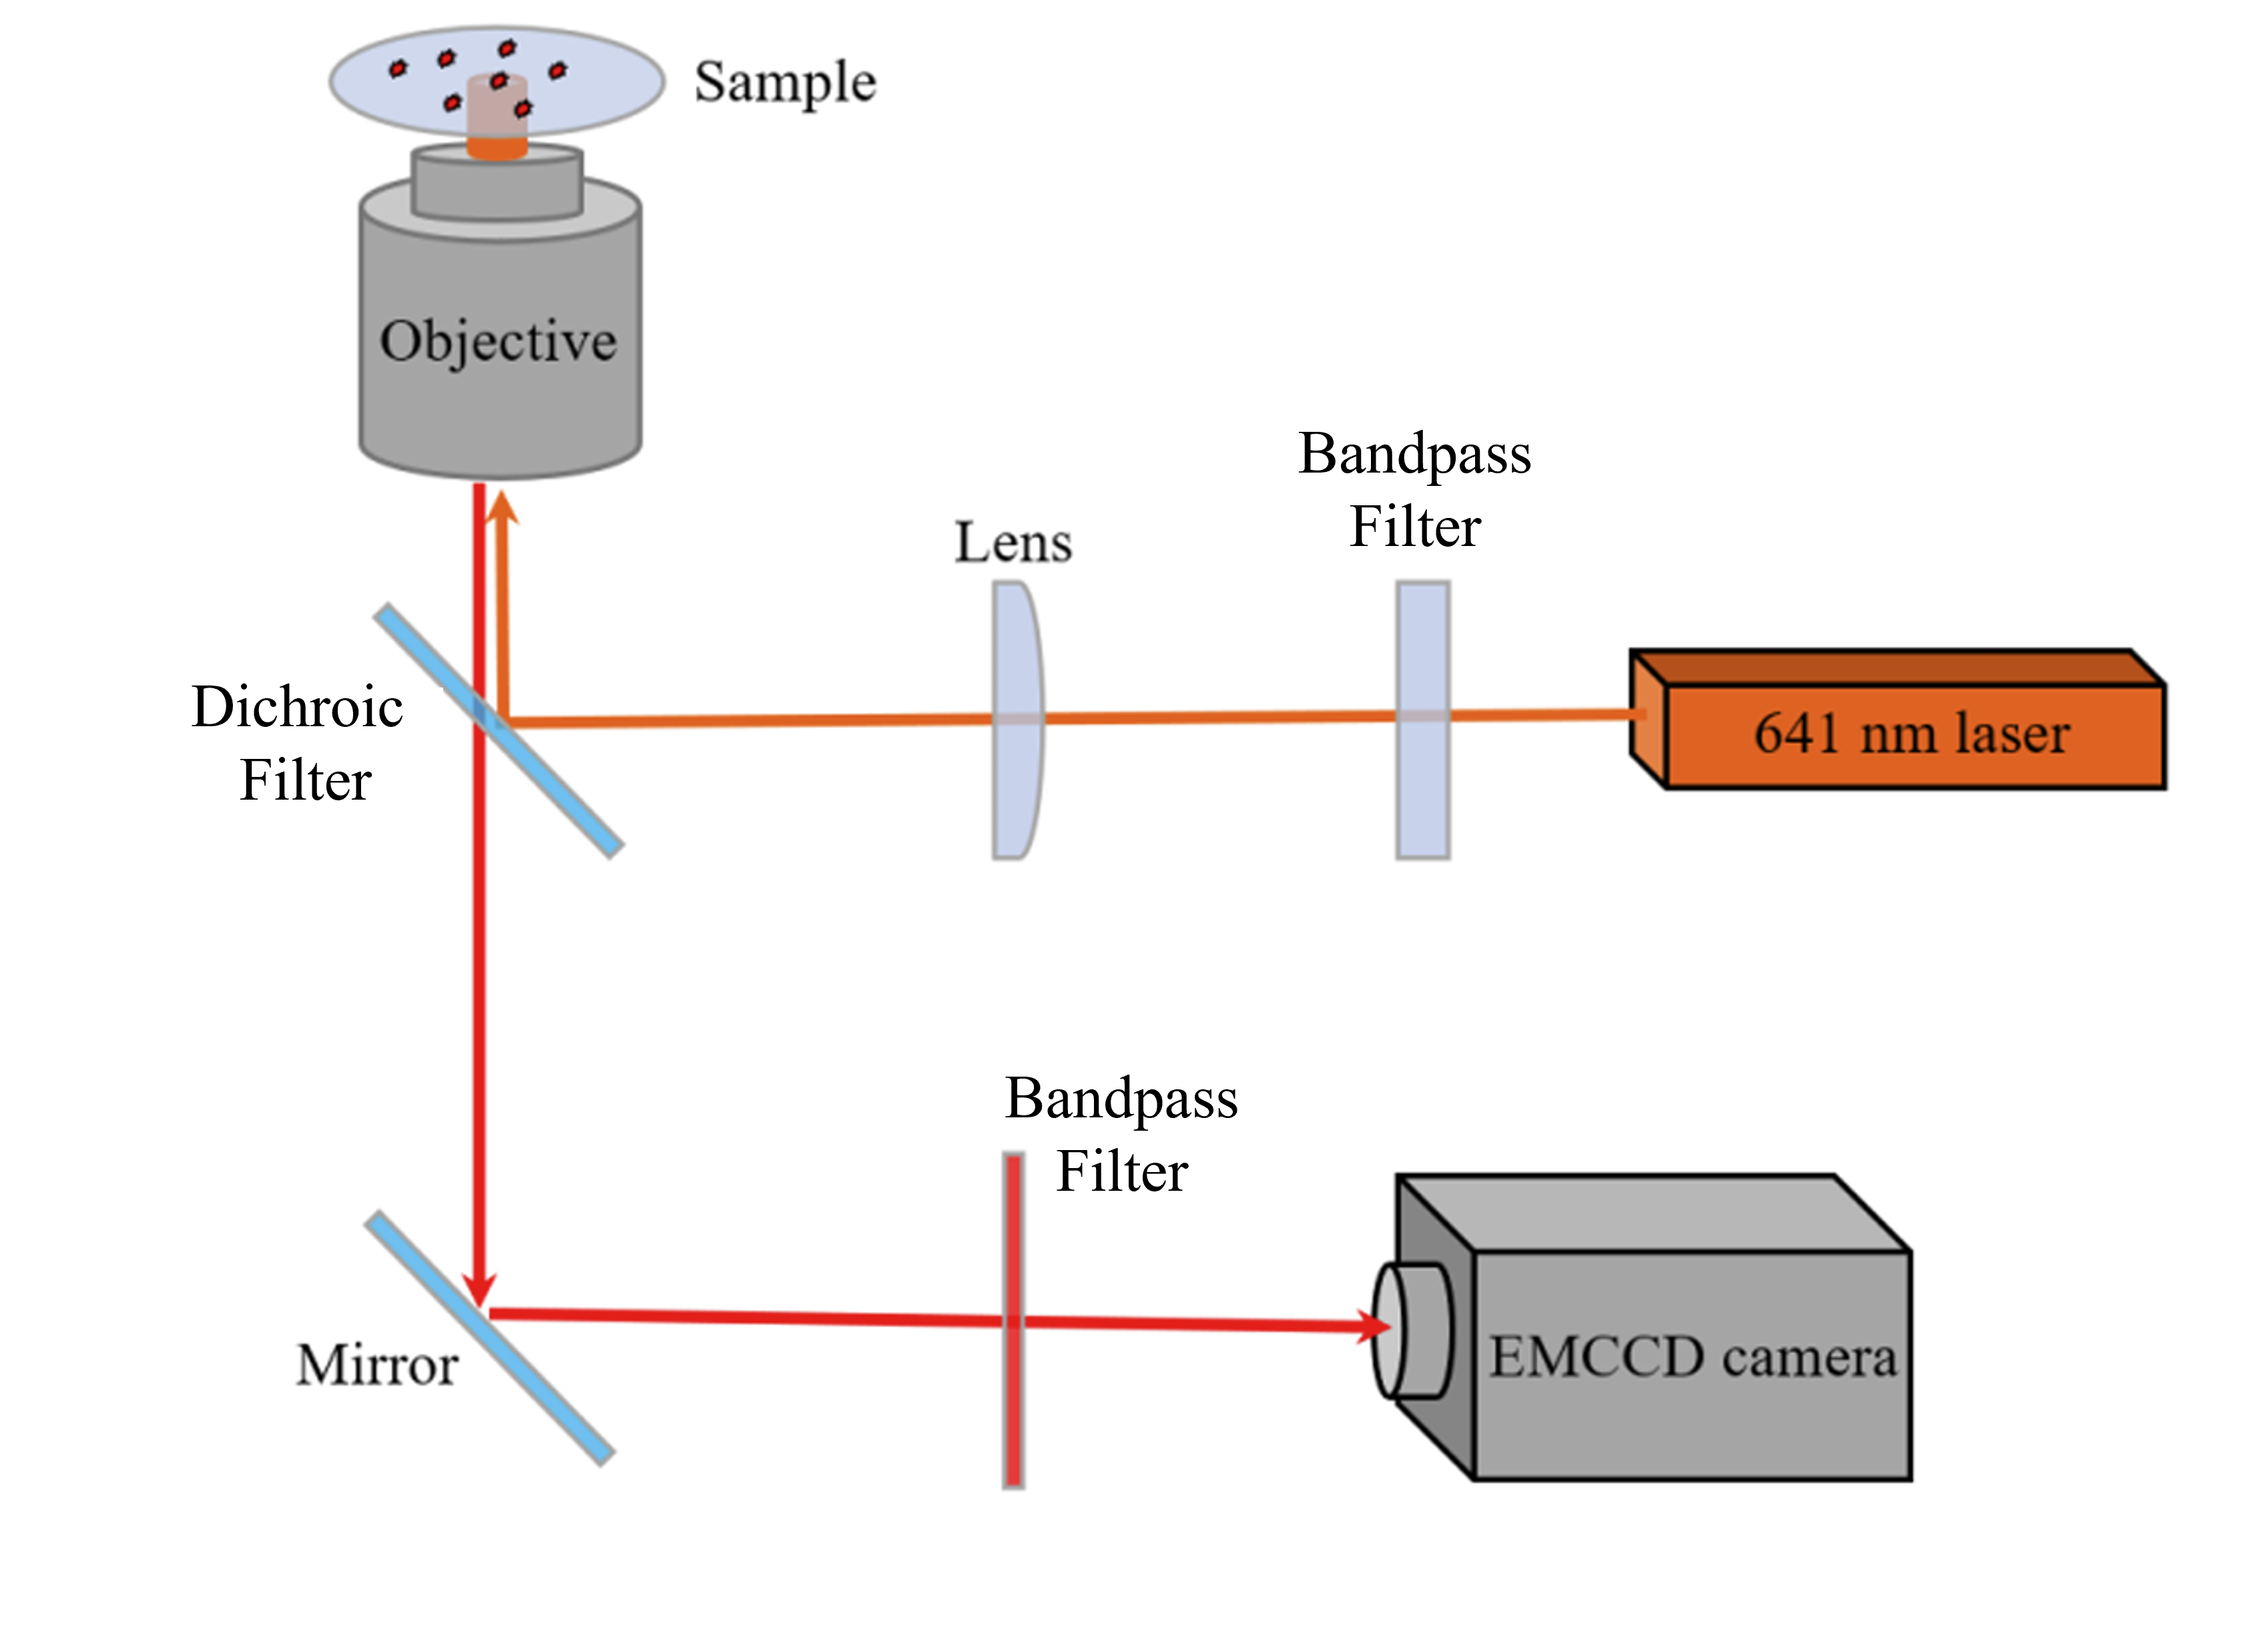 Sample
Objective
Bandpass
Filter
Lens
Dichroic
Filter
641 nm laser
Bandpass
Filter
Mirror
EMCCD camera